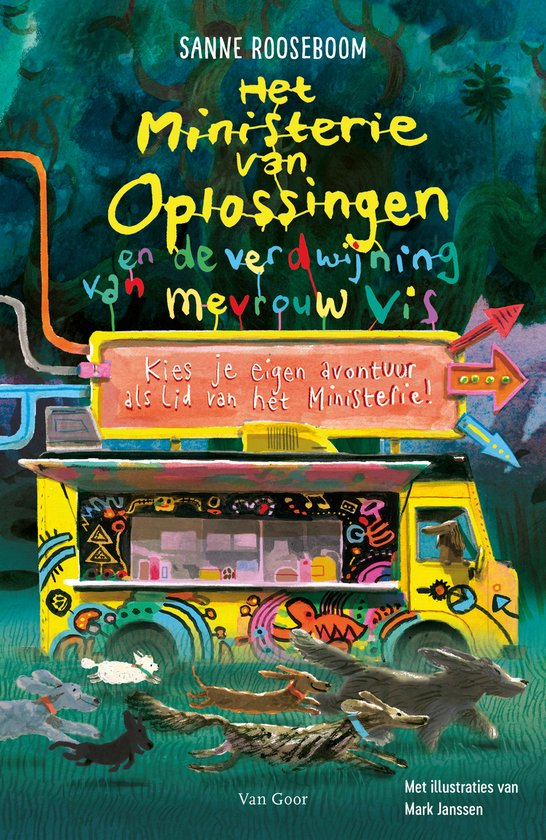 SANNE ROOSEBOOM
Het
Ministerie
van
Oplossingen
en de verdwijning
van mevrouw Vis
Kies je eigen avontuur
als lid van het Ministerie!
Met illustraties van
Mark Janssen
Van Goor